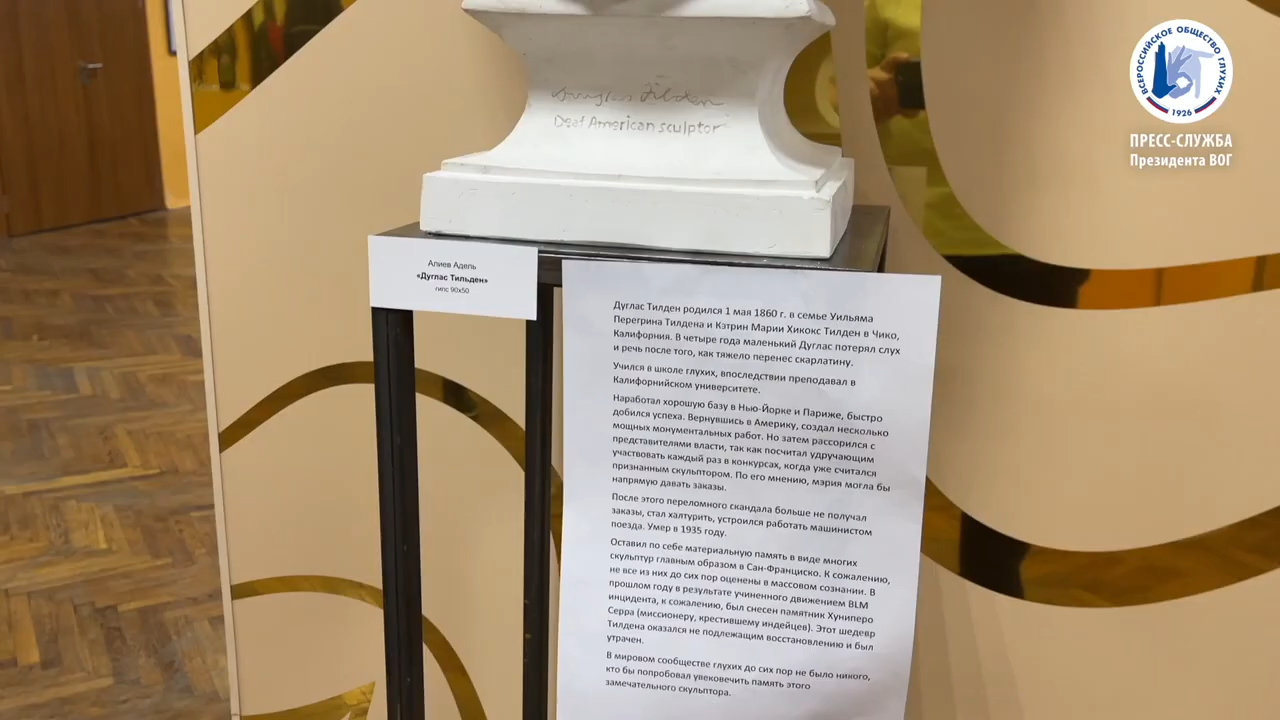 ВСЕРОССИЙСКОЕ ОБЩЕСТВО ГЛУХИХ
1926
ПРЕСС-СЛУЖБА
Президента ВОГ
Douglas Tilden
Deaf American sculptor
Алиев Адель
«Дуглас Тильден»
гипс 90х50
Дуглас Тилден родился 1 мая 1860 г. в семье Уильяма
Перегрина Тилдена и Кэтрин Марии Хикокс Тилден в Чико,
Калифорния. В четыре года маленький Дуглас потерял слух
и речь после того, как тяжело перенес скарлатину.
Учился в школе глухих, впоследствии преподавал в
Калифорнийском университете.
Наработал хорошую базу в Нью-Йорке и Париже, быстро
добился успеха. Вернувшись в Америку, создал несколько
мощных монументальных работ. Но затем рассорился с
представителями власти, так как посчитал удручающим
участвовать каждый раз в конкурсах, когда уже считался
признанным скульптором. По его мнению, мэрия могла бы
напрямую давать заказы.
После этого переломного скандала больше не получал
заказы, стал халтурить, устроился работать машинистом
поезда. Умер в 1935 году.
Оставил по себе материальную память в виде многих
скульптур главным образом в Сан-Франциско. К сожалению,
не все из них до сих пор оценены в массовом сознании. В
прошлом году в результате учиненного движением BLM
инцидента, к сожалению, был снесен памятник Хуниперо
Серра (миссионеру, крестившему индейцев). Этот шедевр
Тилдена оказался не подлежащим восстановлению и был
утрачен.
В мировом сообществе глухих до сих пор не было никого,
кто бы попробовал увековечить память этого
замечательного скульптора.